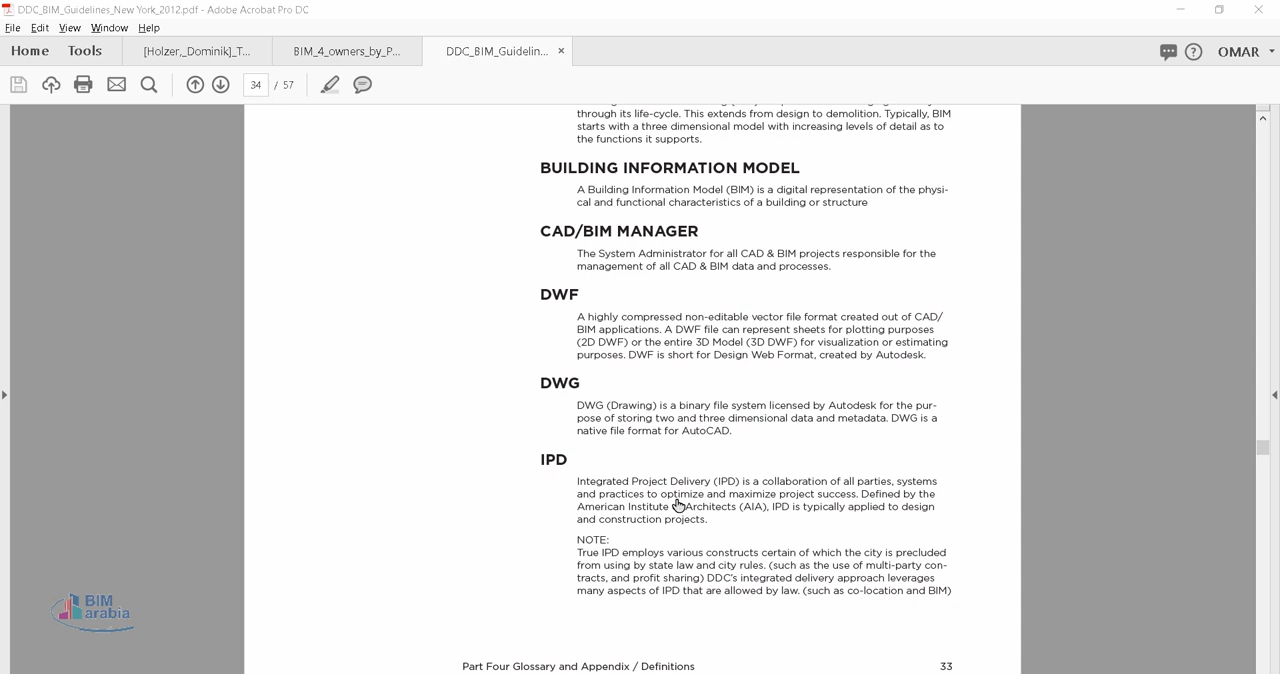 DDC_BIM_Guidelines_New York_2012.pdf - Adobe Acrobat Pro DC
File Edit View Window Help
Home Tools [Holzer,_Dominik]_T... BIM_4_owners_by_P... DDC_BIM_Guidelin... × OMAR
34 / 57
through its life-cycle. This extends from design to demolition. Typically, BIM
starts with a three dimensional model with increasing levels of detail as to
the functions it supports.
BUILDING INFORMATION MODEL
A Building Information Model (BIM) is a digital representation of the physi-
cal and functional characteristics of a building or structure
CAD/BIM MANAGER
The System Administrator for all CAD & BIM projects responsible for the
management of all CAD & BIM data and processes.
DWF
A highly compressed non-editable vector file format created out of CAD/
BIM applications. A DWF file can represent sheets for plotting purposes
(2D DWF) or the entire 3D Model (3D DWF) for visualization or estimating
purposes. DWF is short for Design Web Format, created by Autodesk.
DWG
DWG (Drawing) is a binary file system licensed by Autodesk for the pur-
pose of storing two and three dimensional data and metadata. DWG is a
native file format for AutoCAD.
IPD
Integrated Project Delivery (IPD) is a collaboration of all parties, systems
and practices to optimize and maximize project success. Defined by the
American Institute Architects (AIA), IPD is typically applied to design
and construction projects.
NOTE:
True IPD employs various constructs certain of which the city is precluded
from using by state law and city rules. (such as the use of multi-party con-
tracts, and profit sharing) DDC's integrated delivery approach leverages
many aspects of IPD that are allowed by law. (such as co-location and BIM)
BIM
arabia
Part Four Glossary and Appendix / Definitions 33